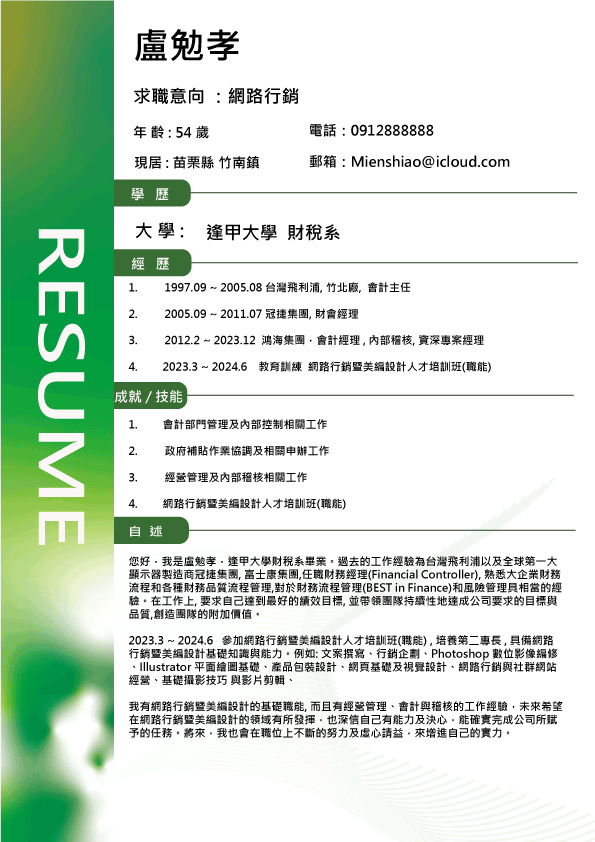 盧勉孝
求職意向 ：網路行銷
年 齡 : 54 歲
電話：0912888888
現居 : 苗栗縣 竹南鎮
郵箱：Mienshiao@icloud.com
學 歷
大 學 : 逢甲大學 財稅系
經 歷
1. 1997.09 ~ 2005.08 台灣飛利浦, 竹北廠, 會計主任
2. 2005.09 ~ 2011.07 冠捷集團, 財會經理
3. 2012.2 ~ 2023.12 鴻海集團，會計經理 , 內部稽核, 資深專案經理
4. 2023.3 ~ 2024.6 教育訓練 網路行銷暨美編設計人才培訓班(職能)
成就 / 技能
1. 會計部門管理及內部控制相關工作
2. 政府補貼作業協調及相關申辦工作
3. 經營管理及內部稽核相關工作
4. 網路行銷暨美編設計人才培訓班(職能)
自 述
您好，我是盧勉孝，逢甲大學財稅系畢業。過去的工作經驗為台灣飛利浦以及全球第一大
顯示器製造商冠捷集團, 富士康集團,任職財務經理(Financial Controller), 熟悉大企業財務
流程和各種財務品質流程管理,對於財務流程管理(BEST in Finance)和風險管理具相當的經
驗。在工作上, 要求自己達到最好的績效目標, 並帶領團隊持續性地達成公司要求的目標與
品質,創造團隊的附加價值。
2023.3 ~ 2024.6 參加網路行銷暨美編設計人才培訓班(職能) , 培養第二專長 , 具備網路
行銷暨美編設計基礎知識與能力。例如: 文案撰寫、行銷企劃、Photoshop 數位影像編修
、Illustrator 平面繪圖基礎、產品包裝設計、網頁基礎及視覺設計、網路行銷與社群網站
經營、基礎攝影技巧 與影片剪輯、
我有網路行銷暨美編設計的基礎職能, 而且有經營管理、會計與稽核的工作經驗，未來希望
在網路行銷暨美編設計的領域有所發揮，也深信自己有能力及決心，能確實完成公司所賦
予的任務。將來，我也會在職位上不斷的努力及虛心請益，來增進自己的實力。
RESUME